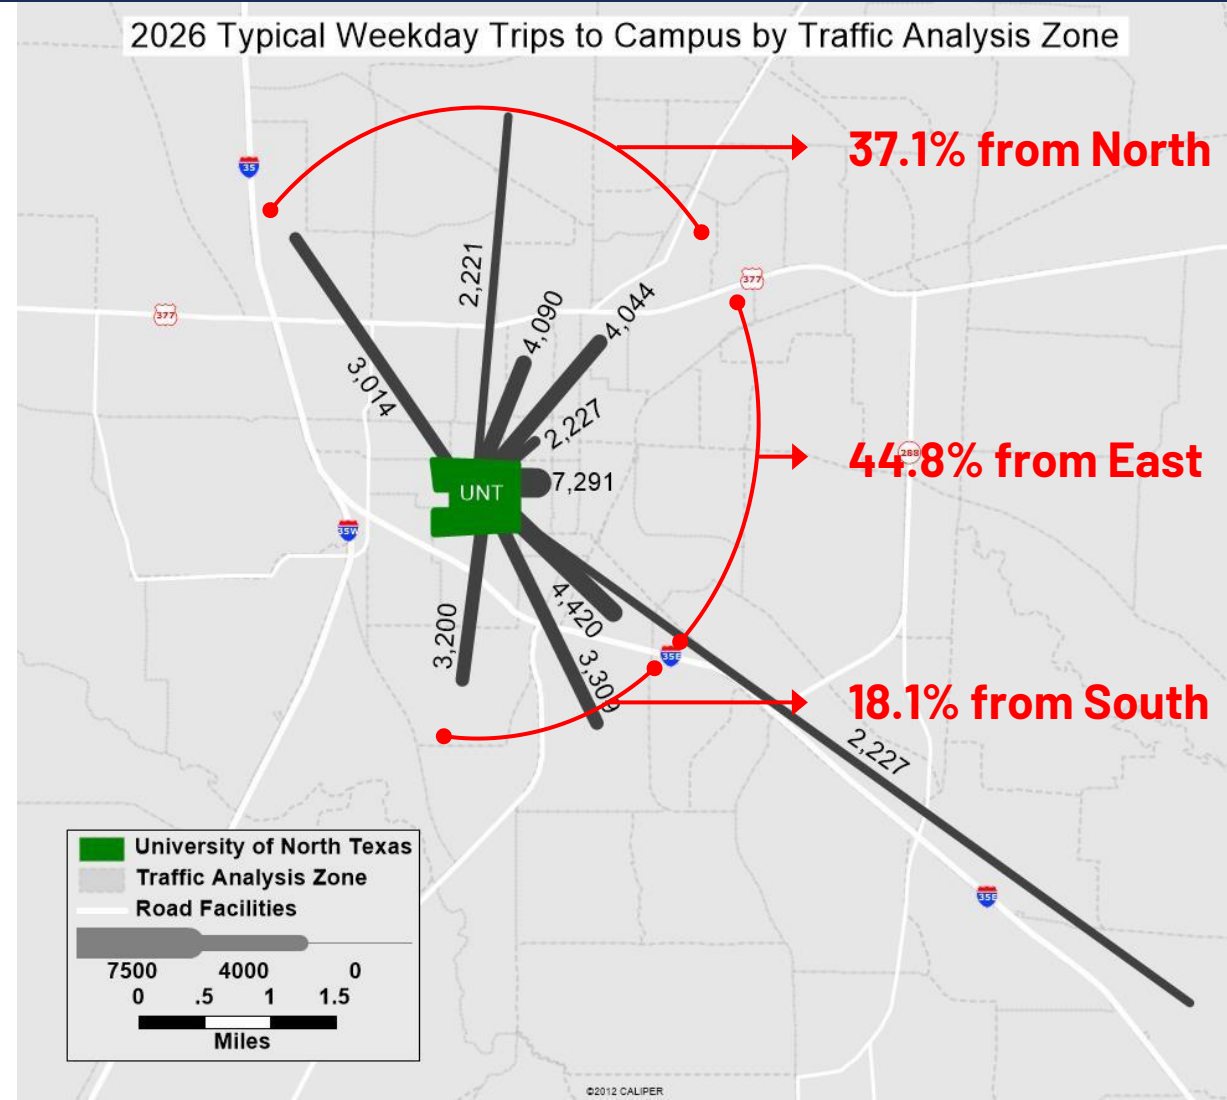 2026 Typical Weekday Trips to Campus by Traffic Analysis Zone
37.1% from North
35
2,221
377
4,090
4,044
377
3,014
2,227
44.8% from East
288
7,291
UNT
35W
4,420
3,200
3,309
35E
18.1% from South
2,227
University of North Texas
Traffic Analysis Zone
Road Facilities
7500 4000 0
0 .5 1 1.5
Miles
35E
©2012 CALIPER